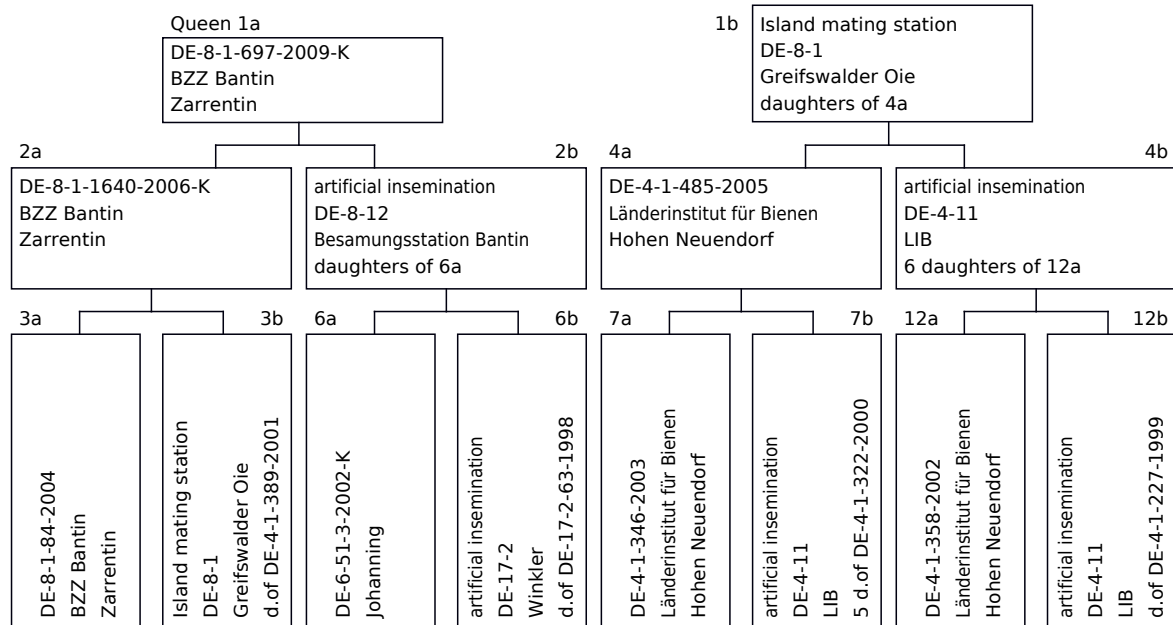 Queen 1a
DE-8-1-697-2009-K
BZZ Bantin
Zarrentin
1b
Island mating station
DE-8-1
Greifswalder Oie
daughters of 4a
2a
DE-8-1-1640-2006-K
BZZ Bantin
Zarrentin
2b
artificial insemination
DE-8-12
Besamungsstation Bantin
daughters of 6a
4a
DE-4-1-485-2005
Länderinstitut für Bienen
Hohen Neuendorf
4b
artificial insemination
DE-4-11
LIB
6 daughters of 12a
3a
DE-8-1-84-2004
BZZ Bantin
Zarrentin
3b
Island mating station
DE-8-1
Greifswalder Oie
d.of DE-4-1-389-2001
6a
DE-6-51-3-2002-K
Johanning
6b
artificial insemination
DE-17-2
Winkler
d.of DE-17-2-63-1998
7a
DE-4-1-346-2003
Länderinstitut für Bienen
Hohen Neuendorf
7b
artificial insemination
DE-4-11
LIB
5 d.of DE-4-1-322-2000
12a
DE-4-1-358-2002
Länderinstitut für Bienen
Hohen Neuendorf
12b
artificial insemination
DE-4-11
LIB
d.of DE-4-1-227-1999